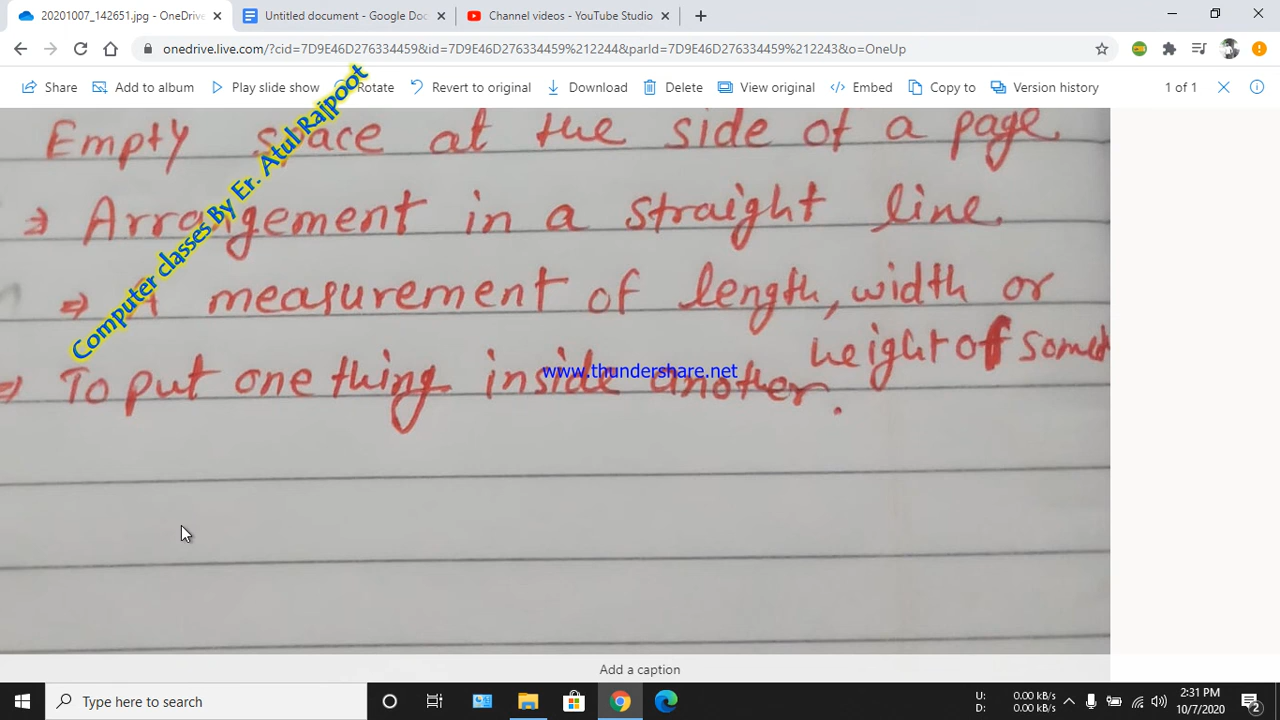 20201007_142651.jpg - OneDrive
Untitled document - Google Doc
Channel videos - YouTube Studio
onedrive.live.com/?cid=7D9E46D276334459&id=7D9E46D276334459%212244&parId=7D9E46D276334459%212243&o=OneUp
Share Add to album Play slide show Rotate Revert to original Download Delete View original Embed Copy to Version history 1 of 1
Computer classes By Er. Atul Rajpoot
Empty space at the side of a page.
⇒ Arrangement in a straight line.
⇒ A measurement of length, width or
height of someth
⇒ To put one thing inside another.
www.thundershare.net
Add a caption
Type here to search
U: 0.00 kB/s
D: 0.00 kB/s
2:31 PM
10/7/2020
2